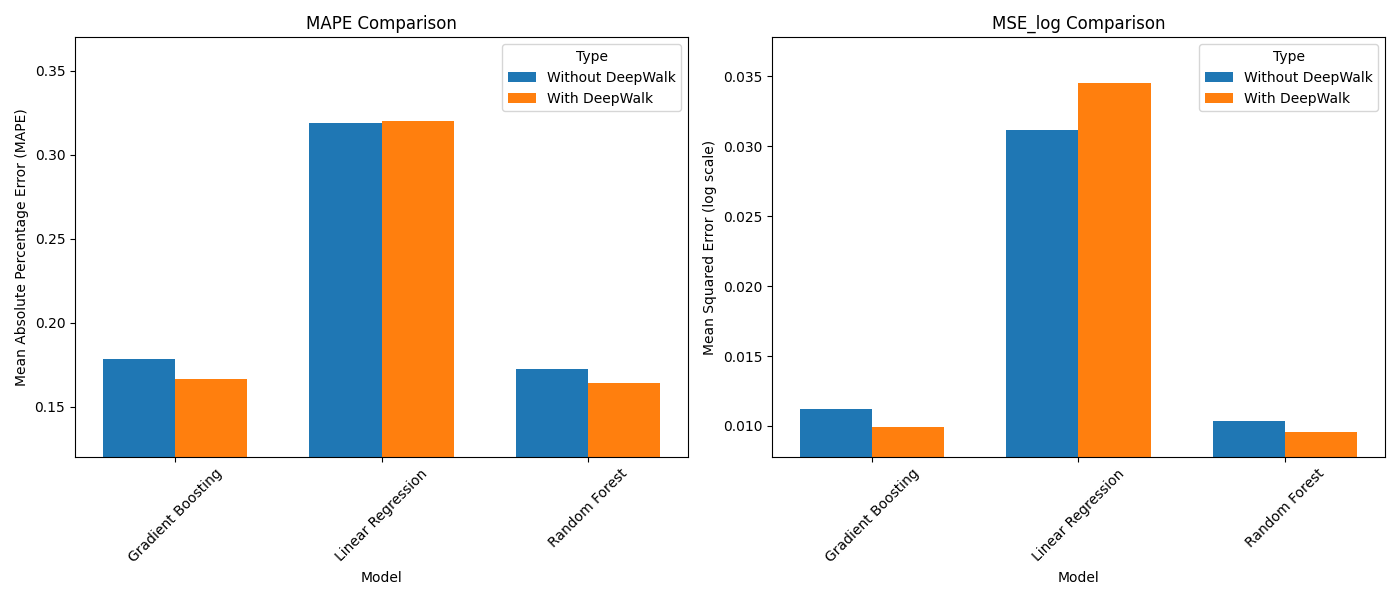 MAPE Comparison
Mean Absolute Percentage Error (MAPE)
0.35
0.30
0.25
0.20
0.15
Type
Without DeepWalk
With DeepWalk
Gradient Boosting
Linear Regression
Random Forest
Model
MSE_log Comparison
Mean Squared Error (log scale)
0.035
0.030
0.025
0.020
0.015
0.010
Type
Without DeepWalk
With DeepWalk
Gradient Boosting
Linear Regression
Random Forest
Model